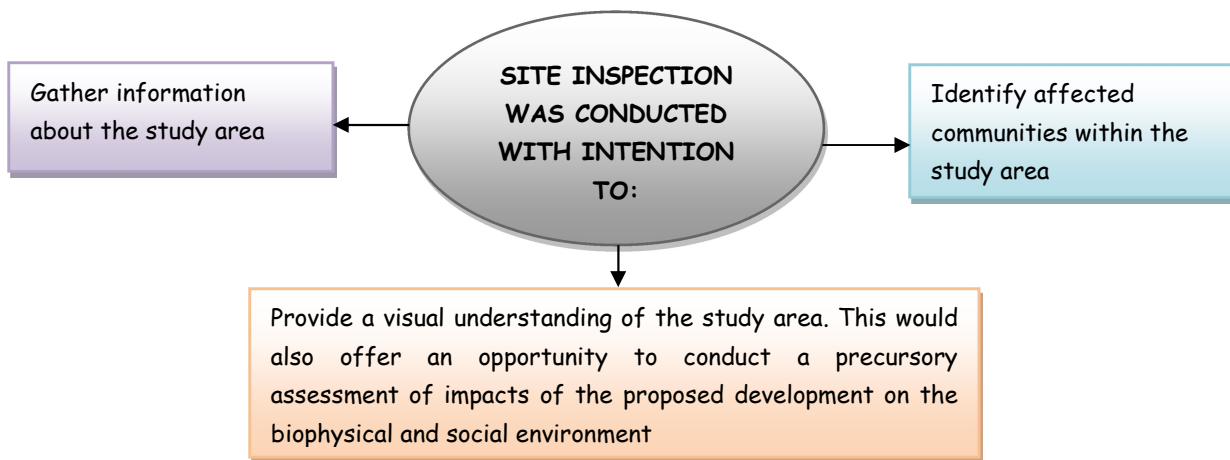 SITE INSPECTION
WAS CONDUCTED
WITH INTENTION
TO:
Gather information
about the study area
Identify affected
communities within the
study area
Provide a visual understanding of the study area. This would
also offer an opportunity to conduct a precursory
assessment of impacts of the proposed development on the
biophysical and social environment